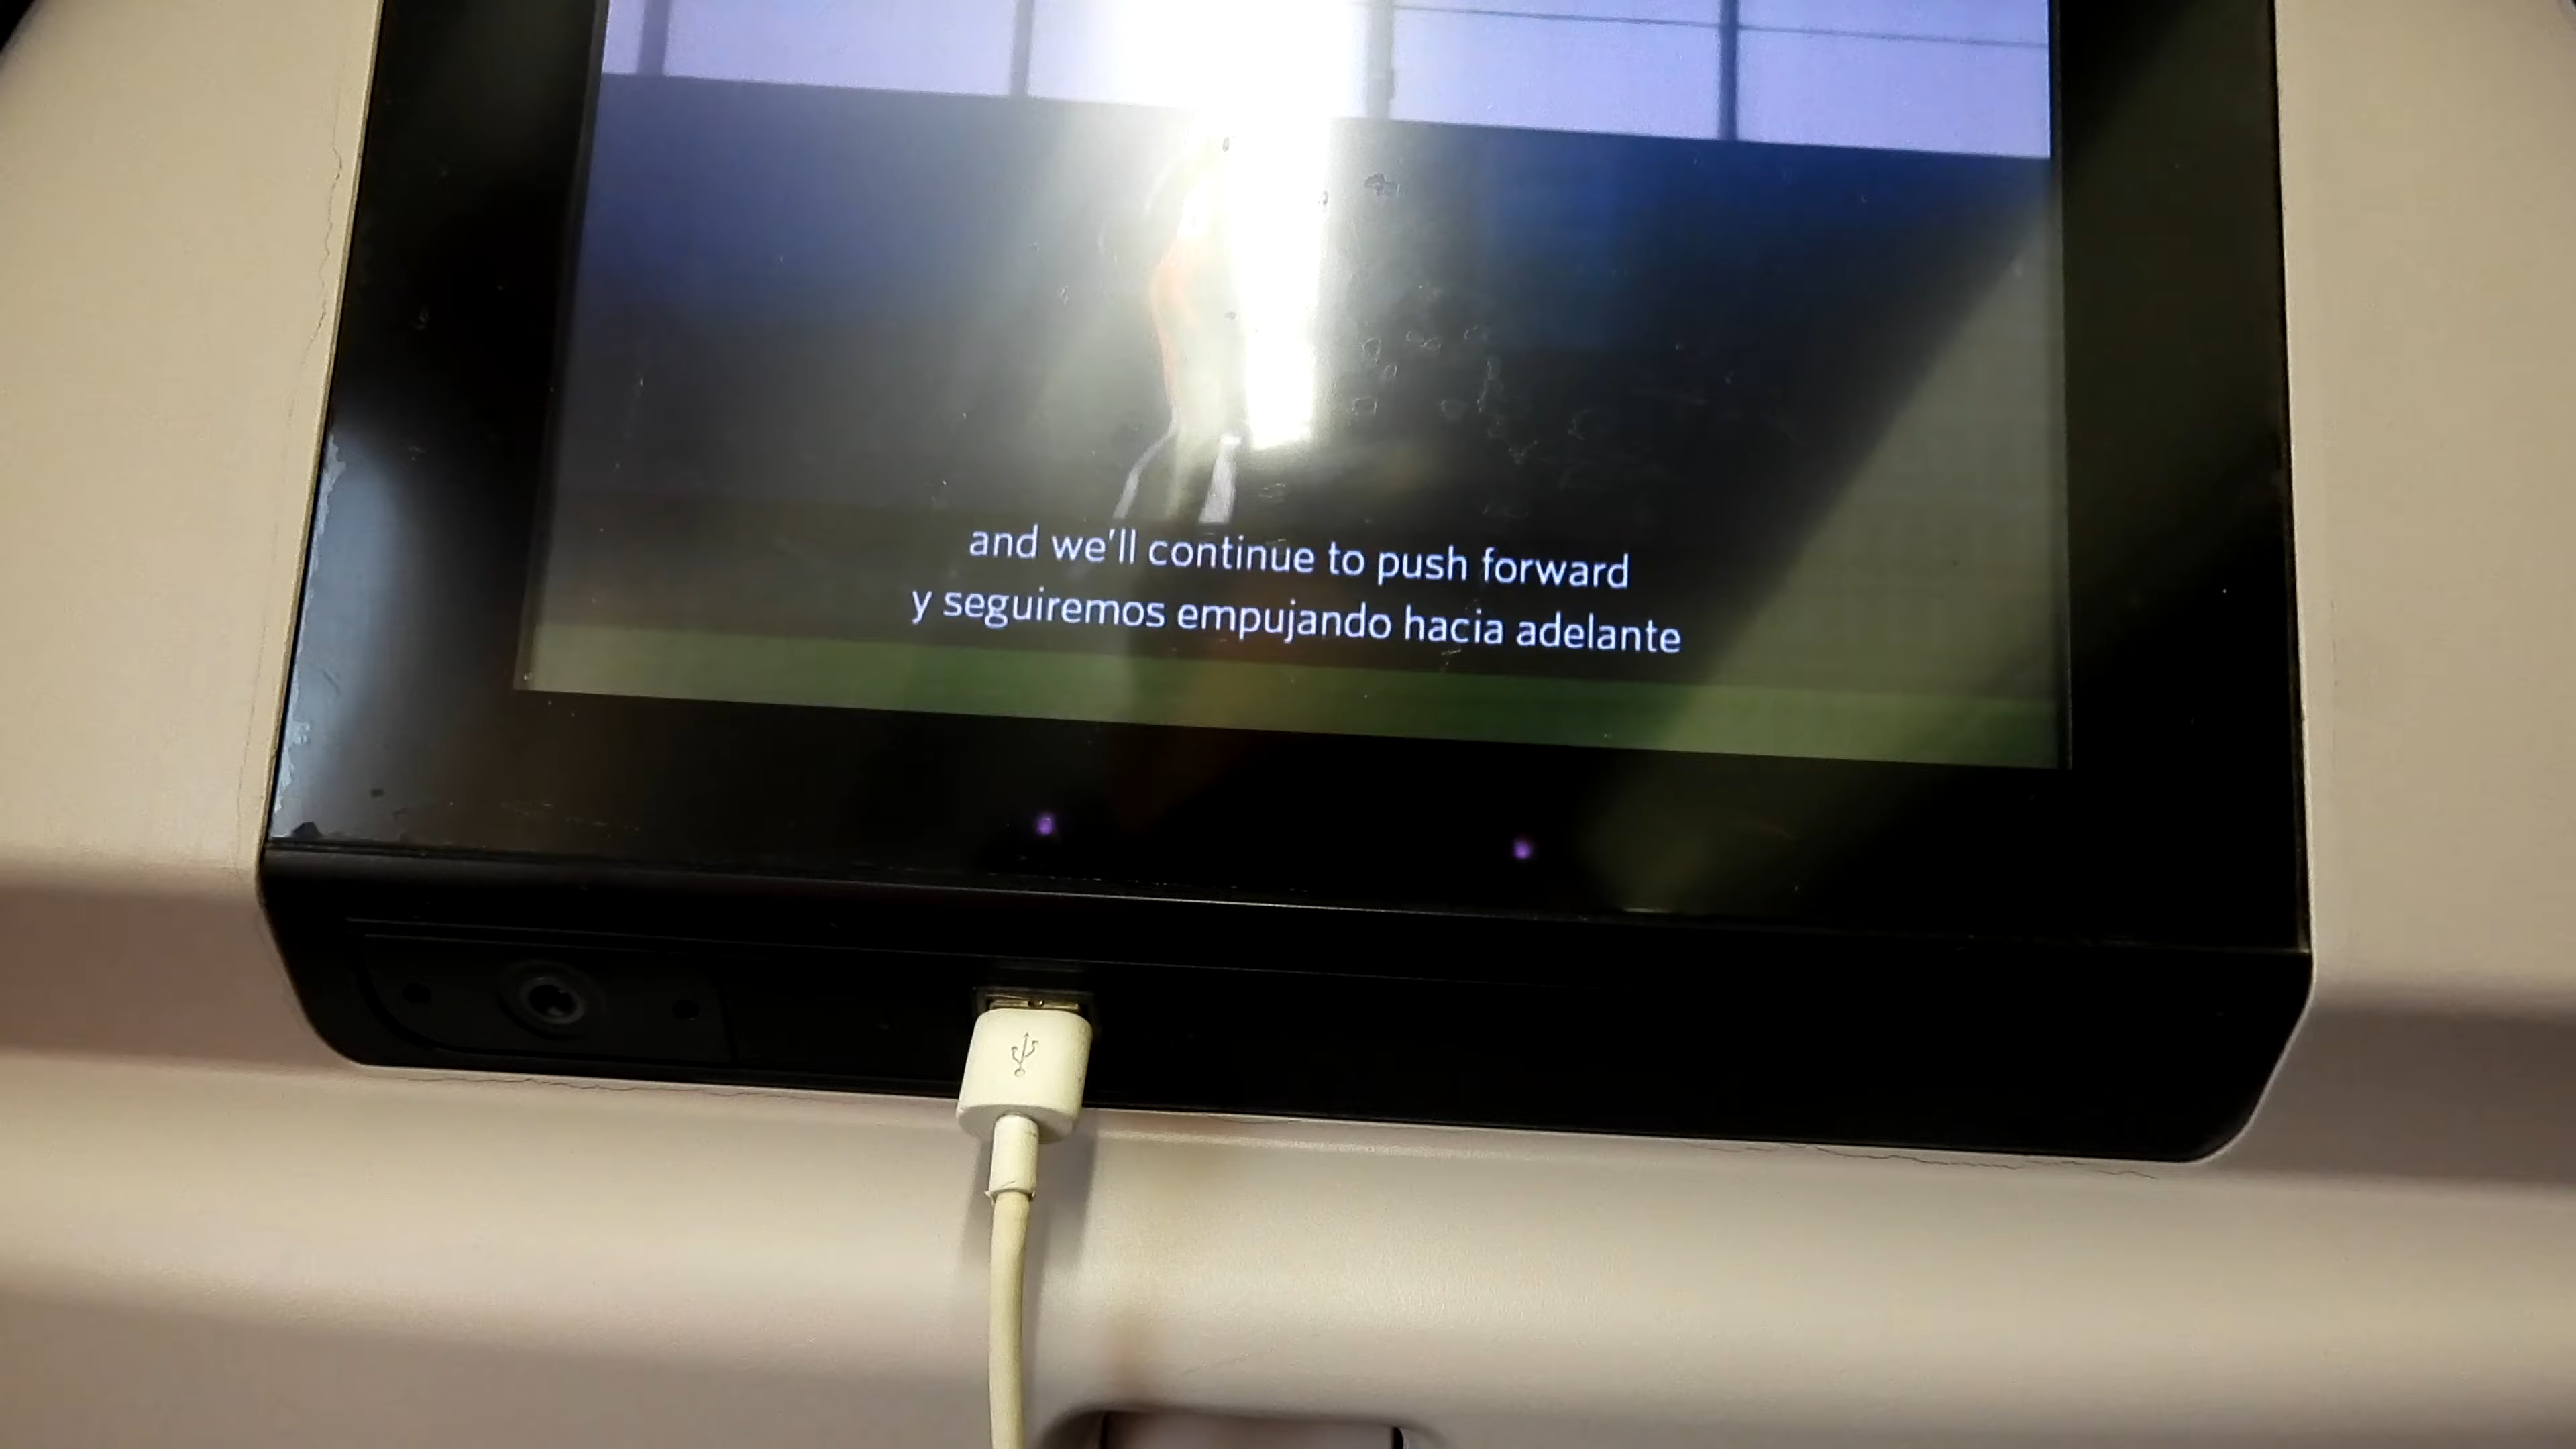 and we'll continue to push forward
y seguiremos empujando hacia adelante